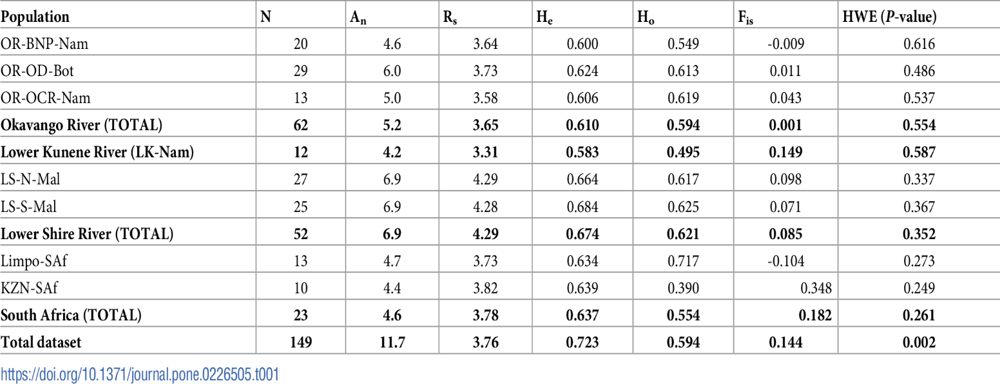 Population N An Rs He Ho Fis HWE (P-value)
OR-BNP-Nam 20 4.6 3.64 0.600 0.549 -0.009 0.616
OR-OD-Bot 29 6.0 3.73 0.624 0.613 0.011 0.486
OR-OCR-Nam 13 5.0 3.58 0.606 0.619 0.043 0.537
Okavango River (TOTAL) 62 5.2 3.65 0.610 0.594 0.001 0.554
Lower Kunene River (LK-Nam) 12 4.2 3.31 0.583 0.495 0.149 0.587
LS-N-Mal 27 6.9 4.29 0.664 0.617 0.098 0.337
LS-S-Mal 25 6.9 4.28 0.684 0.625 0.071 0.367
Lower Shire River (TOTAL) 52 6.9 4.29 0.674 0.621 0.085 0.352
Limpo-SAf 13 4.7 3.73 0.634 0.717 -0.104 0.273
KZN-SAf 10 4.4 3.82 0.639 0.390 0.348 0.249
South Africa (TOTAL) 23 4.6 3.78 0.637 0.554 0.182 0.261
Total dataset 149 11.7 3.76 0.723 0.594 0.144 0.002
https://doi.org/10.1371/journal.pone.0226505.t001